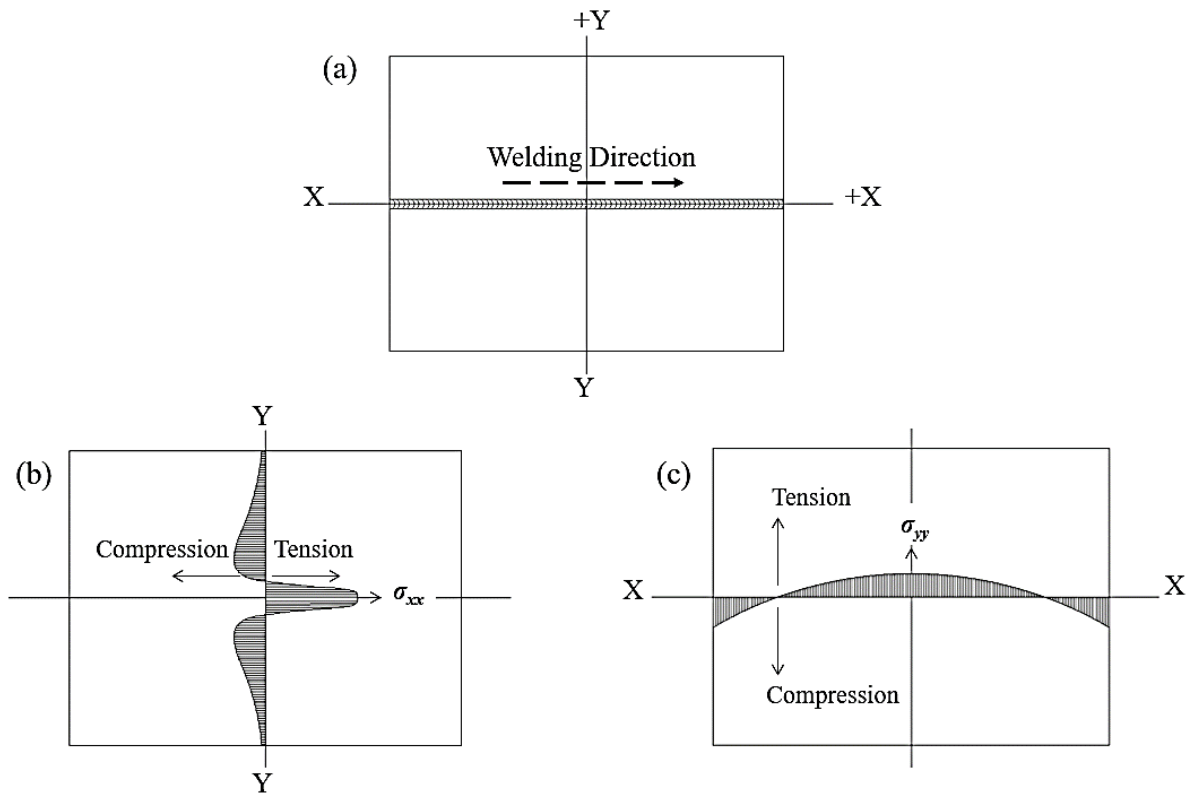 +Y
(a)
Welding Direction
X
+X
Y
Y
(b)
Compression
Tension
σxx
Y
(c)
Tension
σyy
X
X
Compression